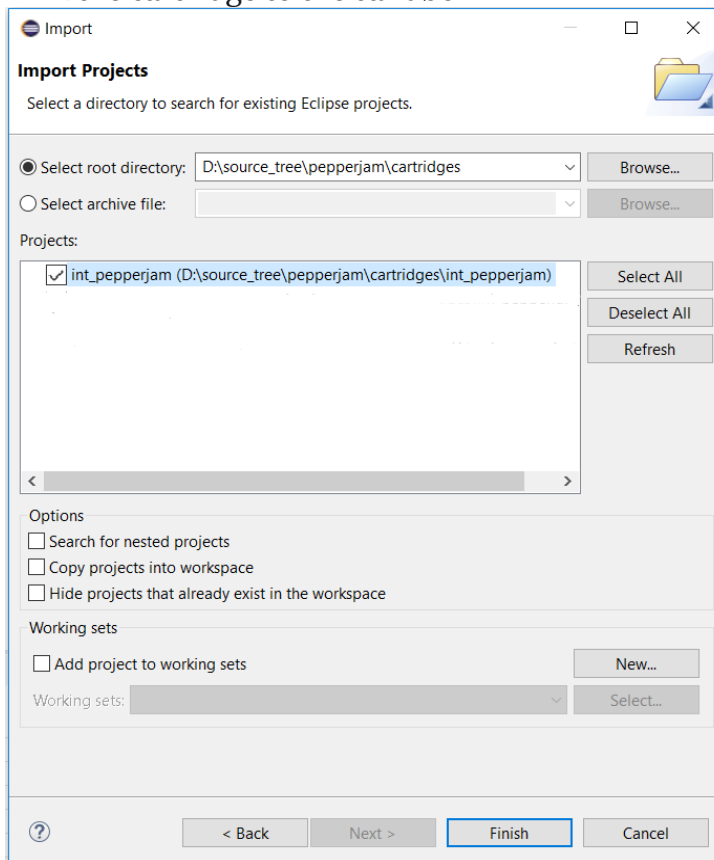 Import
Import Projects
Select a directory to search for existing Eclipse projects.
Select root directory: D:\source_tree\pepperjam\cartridges Browse...
Select archive file: Browse...
Projects:
int_pepperjam (D:\source_tree\pepperjam\cartridges\int_pepperjam)
Select All
Deselect All
Refresh
Options
Search for nested projects
Copy projects into workspace
Hide projects that already exist in the workspace
Working sets
Add project to working sets New...
Working sets: Select...
? < Back Next > Finish Cancel